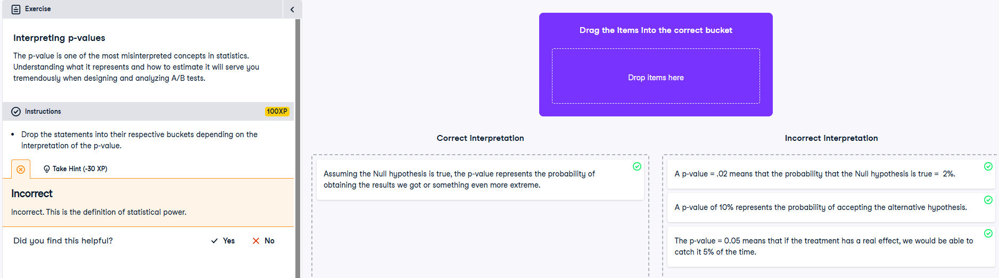 Exercise
Interpreting p-values
The p-value is one of the most misinterpreted concepts in statistics.
Understanding what it represents and how to estimate it will serve you
tremendously when designing and analyzing A/B tests.
Instructions
100XP
Drop the statements into their respective buckets depending on the
interpretation of the p-value.
Take Hint (-30 XP)
Incorrect
Incorrect. This is the definition of statistical power.
Did you find this helpful?
Yes
No
Drag the Items Into the correct bucket
Drop items here
Correct Interpretation
Assuming the Null hypothesis is true, the p-value represents the probability of
obtaining the results we got or something even more extreme.
Incorrect Interpretation
A p-value = .02 means that the probability that the Null hypothesis is true = 2%.
A p-value of 10% represents the probability of accepting the alternative hypothesis.
The p-value = 0.05 means that if the treatment has a real effect, we would be able to
catch it 5% of the time.